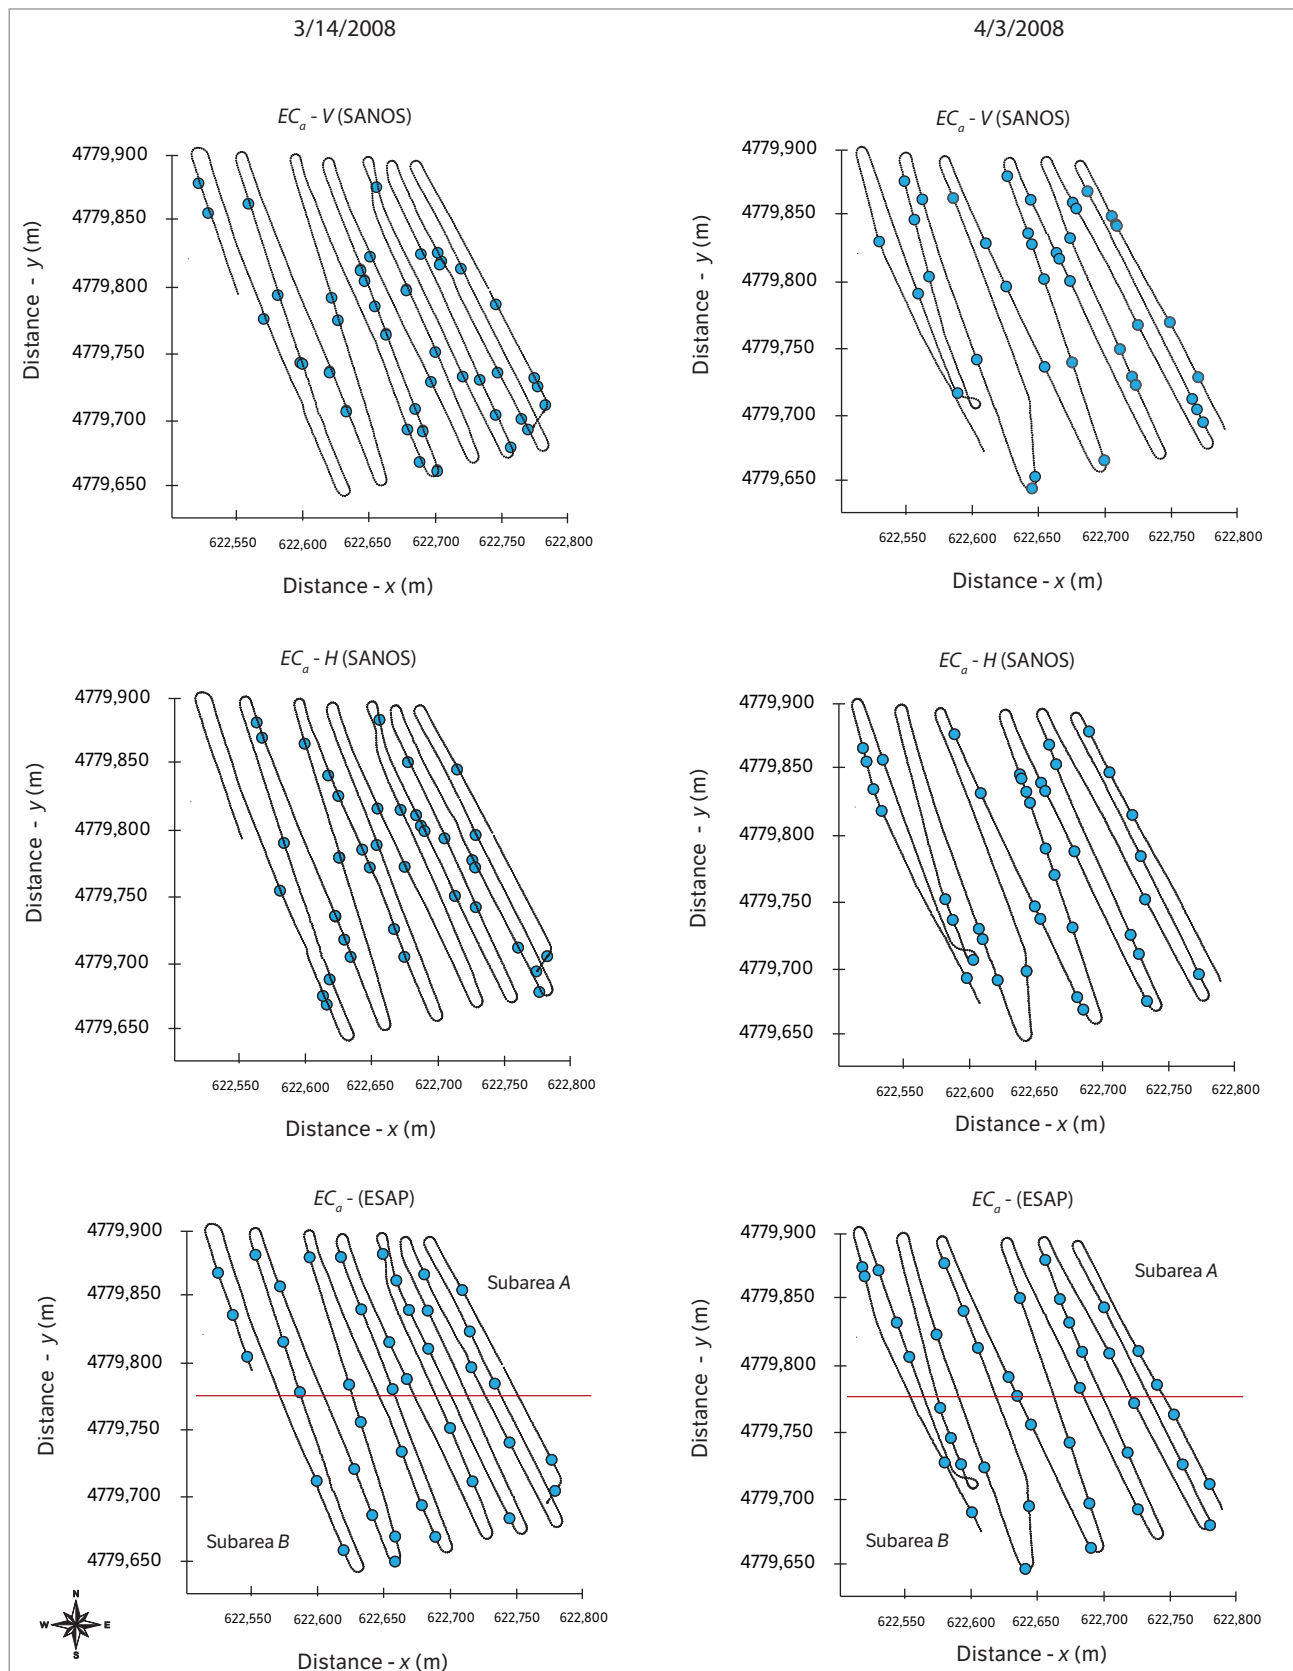 3/14/2008
4/3/2008
ECa - V (SANOS)
4779,900
4779,850
4779,800
4779,750
4779,700
4779,650
Distance - y (m)
622,550 622,600 622,650 622,700 622,750 622,800
Distance - x (m)
ECa - V (SANOS)
4779,900
4779,850
4779,800
4779,750
4779,700
4779,650
Distance - y (m)
622,550 622,600 622,650 622,700 622,750 622,800
Distance - x (m)
ECa - H (SANOS)
4779,900
4779,850
4779,800
4779,750
4779,700
4779,650
Distance - y (m)
622,550 622,600 622,650 622,700 622,750 622,800
Distance - x (m)
ECa - H (SANOS)
4779,900
4779,850
4779,800
4779,750
4779,700
4779,650
Distance - y (m)
622,550 622,600 622,650 622,700 622,750 622,800
Distance - x (m)
ECa - (ESAP)
4779,900
4779,850
4779,800
4779,750
4779,700
4779,650
Distance - y (m)
Subarea A
Subarea B
622,550 622,600 622,650 622,700 622,750 622,800
Distance - x (m)
N
W E
S
ECa - (ESAP)
4779,900
4779,850
4779,800
4779,750
4779,700
4779,650
Distance - y (m)
Subarea A
Subarea B
622,550 622,600 622,650 622,700 622,750 622,800
Distance - x (m)